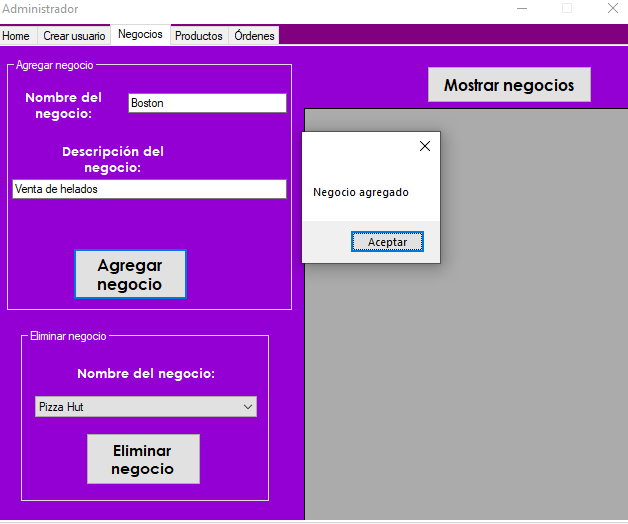 Administrador
Home Crear usuario Negocios Productos Órdenes
Agregar negocio
Nombre del
negocio:
Boston
Descripción del
negocio:
Venta de helados
Agregar
negocio
Mostrar negocios
Negocio agregado
Aceptar
Eliminar negocio
Nombre del negocio:
Pizza Hut
Eliminar
negocio